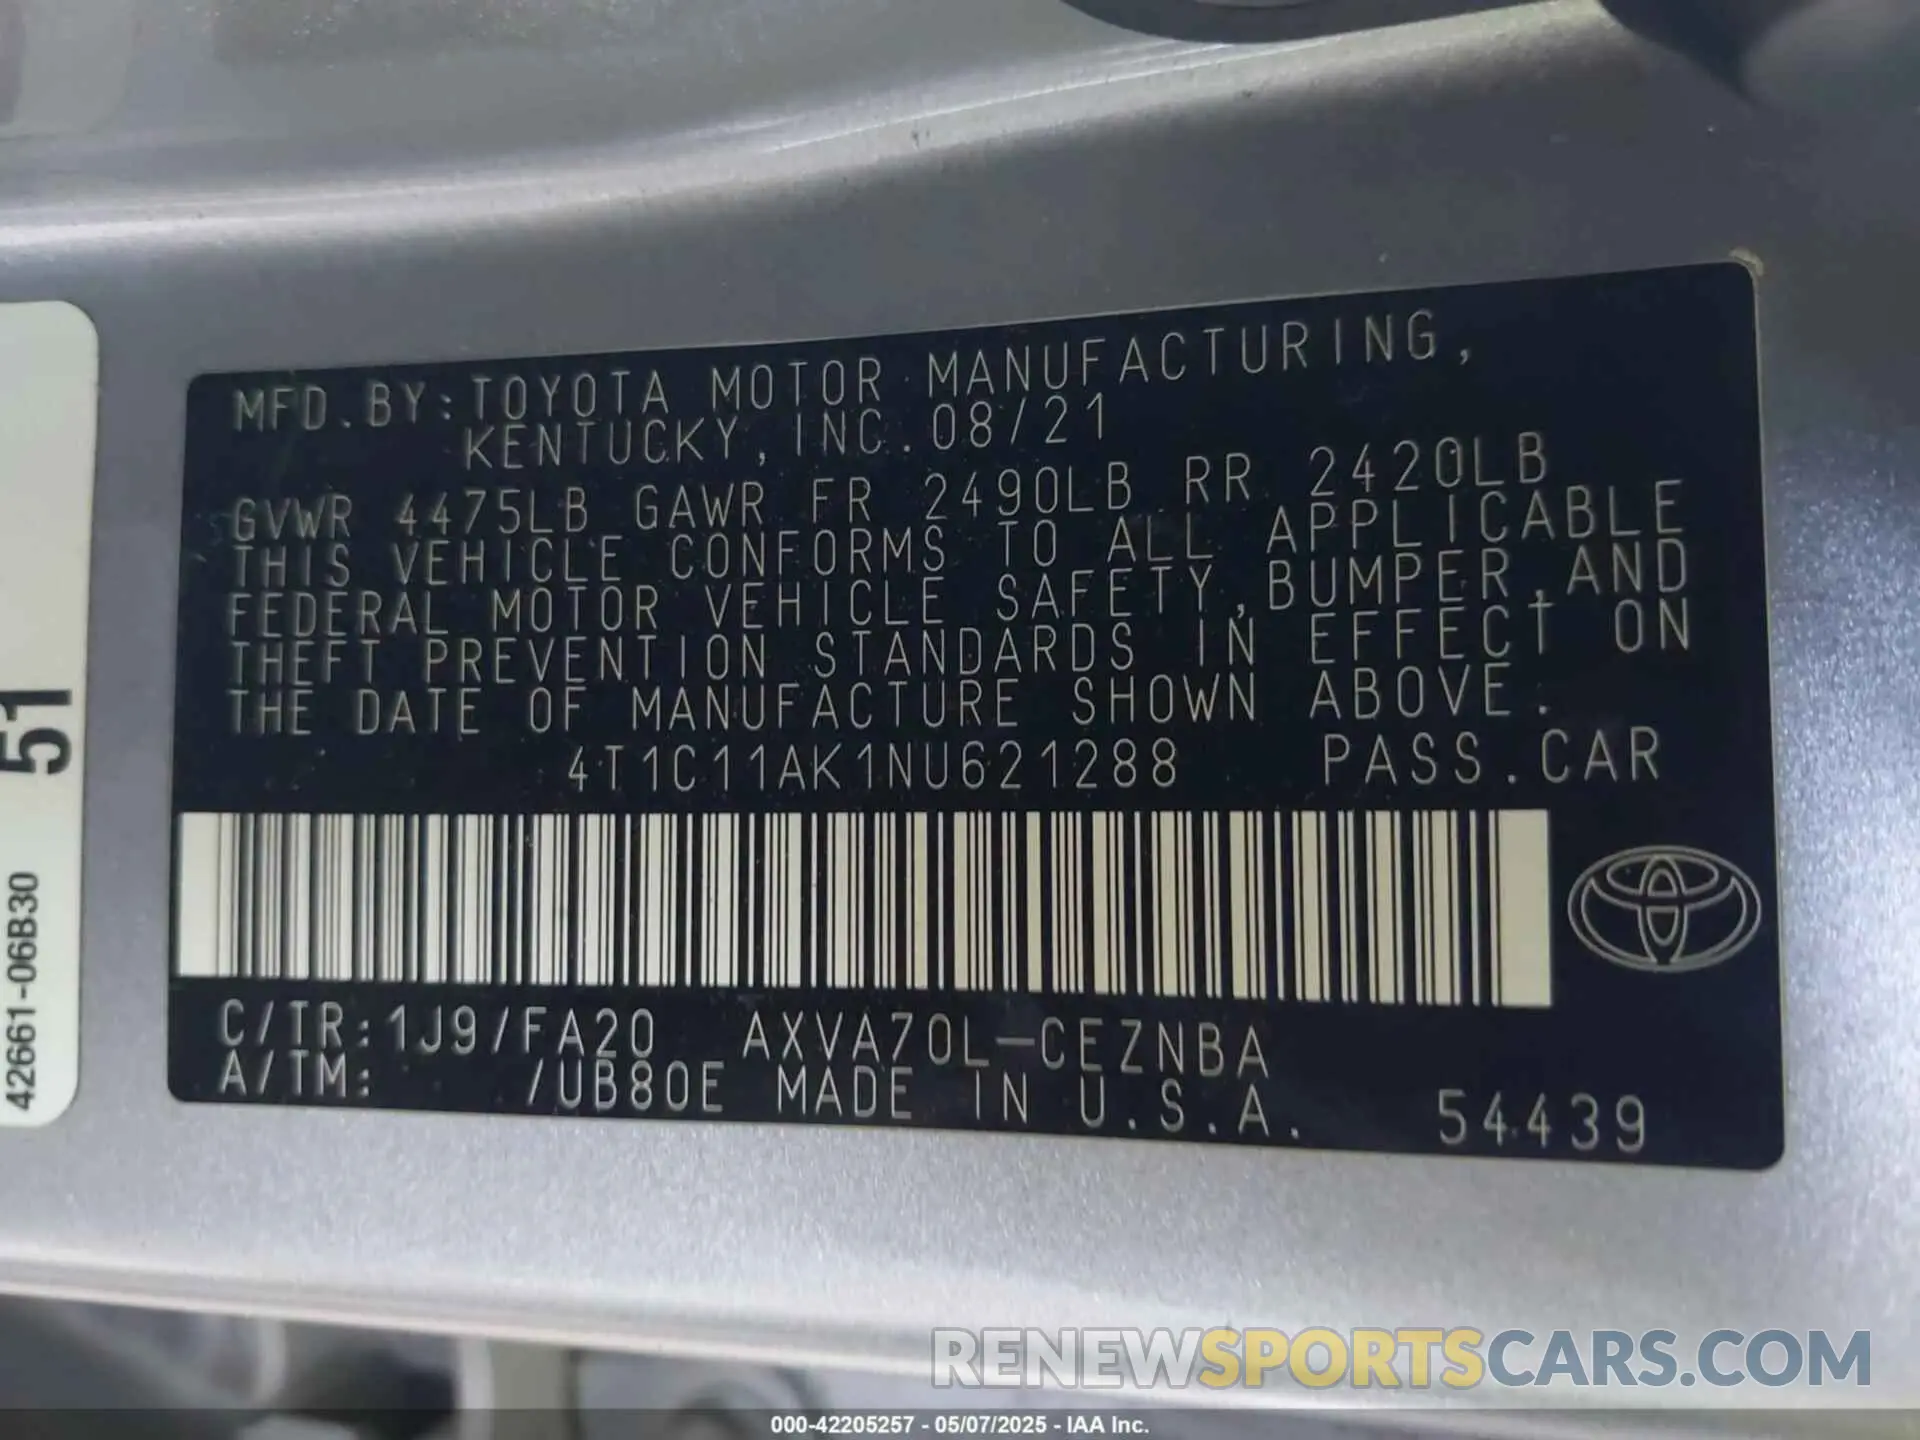 MFD.BY:TOYOTA MOTOR MANUFACTURING,
KENTUCKY, INC. 08/21
GVWR 4475LB GAWR FR 2490LB RR 2420LB
THIS VEHICLE CONFORMS TO ALL APPLICABLE
FEDERAL MOTOR VEHICLE SAFETY,BUMPER,AND
THEFT PREVENTION STANDARDS IN EFFECT ON
THE DATE OF MANUFACTURE SHOWN ABOVE.
4T1C11AK1NU621288 PASS.CAR
C/TR:1J9/FA20 AXVA70L-CEZNBA
A/TM: /UB80E MADE IN U.S.A. 54439
51
42661-06B30
RENEWSPORTSCARS.COM
000-42205257 - 05/07/2025 - IAA Inc.